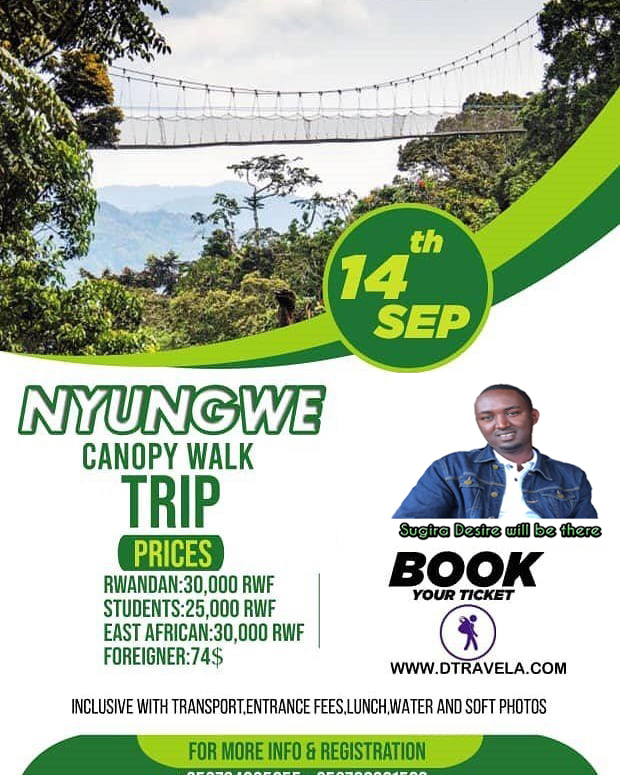 14th
SEP
NYUNGWE
CANOPY WALK
TRIP
PRICES
RWANDAN:30,000 RWF
STUDENTS:25,000 RWF
EAST AFRICAN:30,000 RWF
FOREIGNER:74$
Sugira Desire will be there
BOOK
YOUR TICKET
WWW.DTRAVELA.COM
INCLUSIVE WITH TRANSPORT,ENTRANCE FEES,LUNCH,WATER AND SOFT PHOTOS
FOR MORE INFO & REGISTRATION